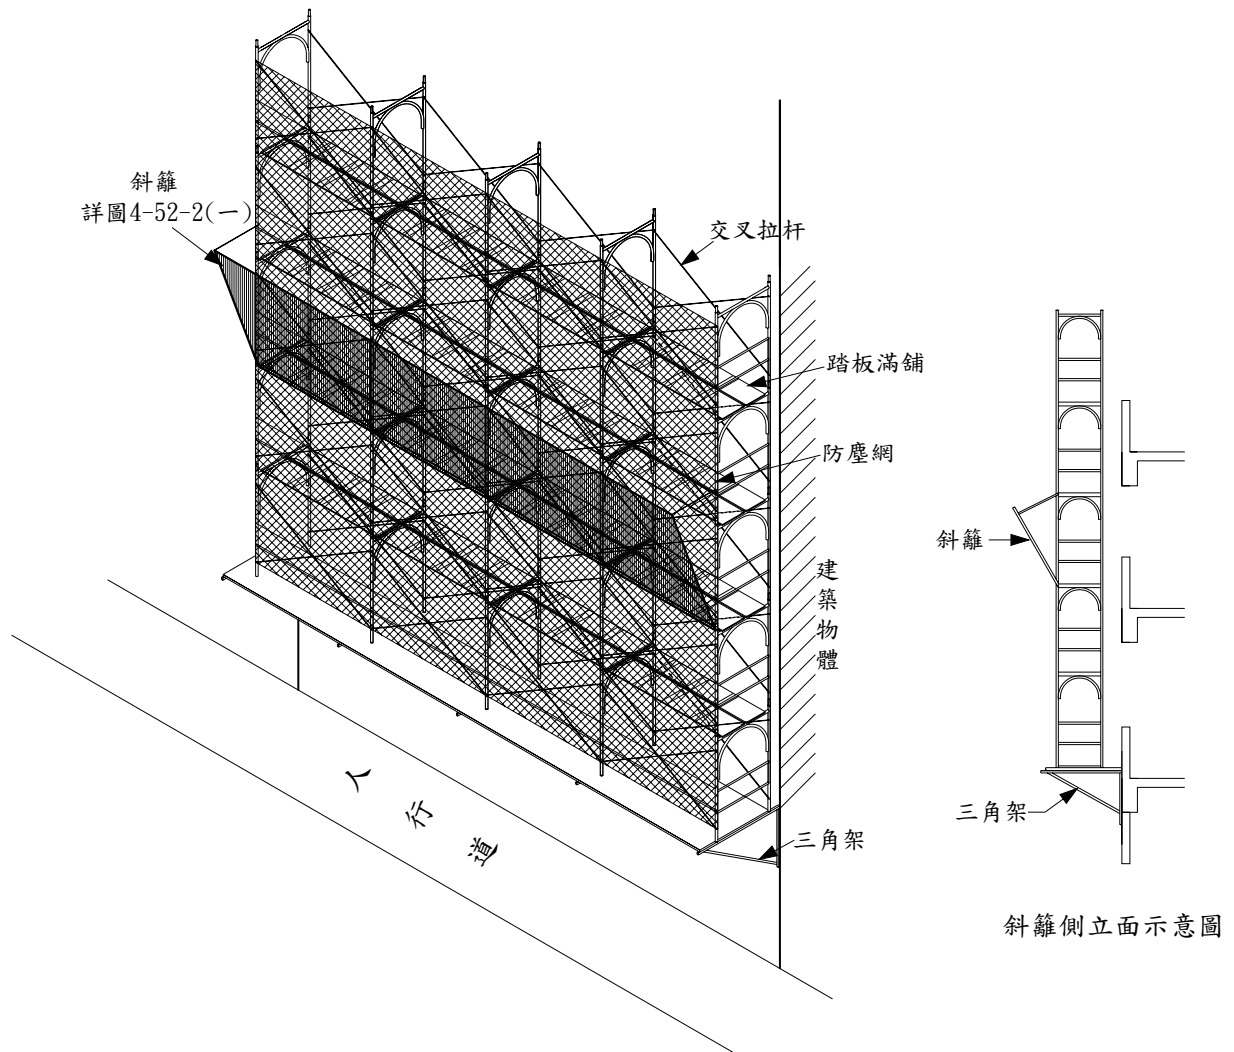 斜籬
詳圖4-52-2(一)
交叉拉杆
踏板滿舖
防塵網
建築物體
人行道
三角架
斜籬
三角架
斜籬側立面示意圖